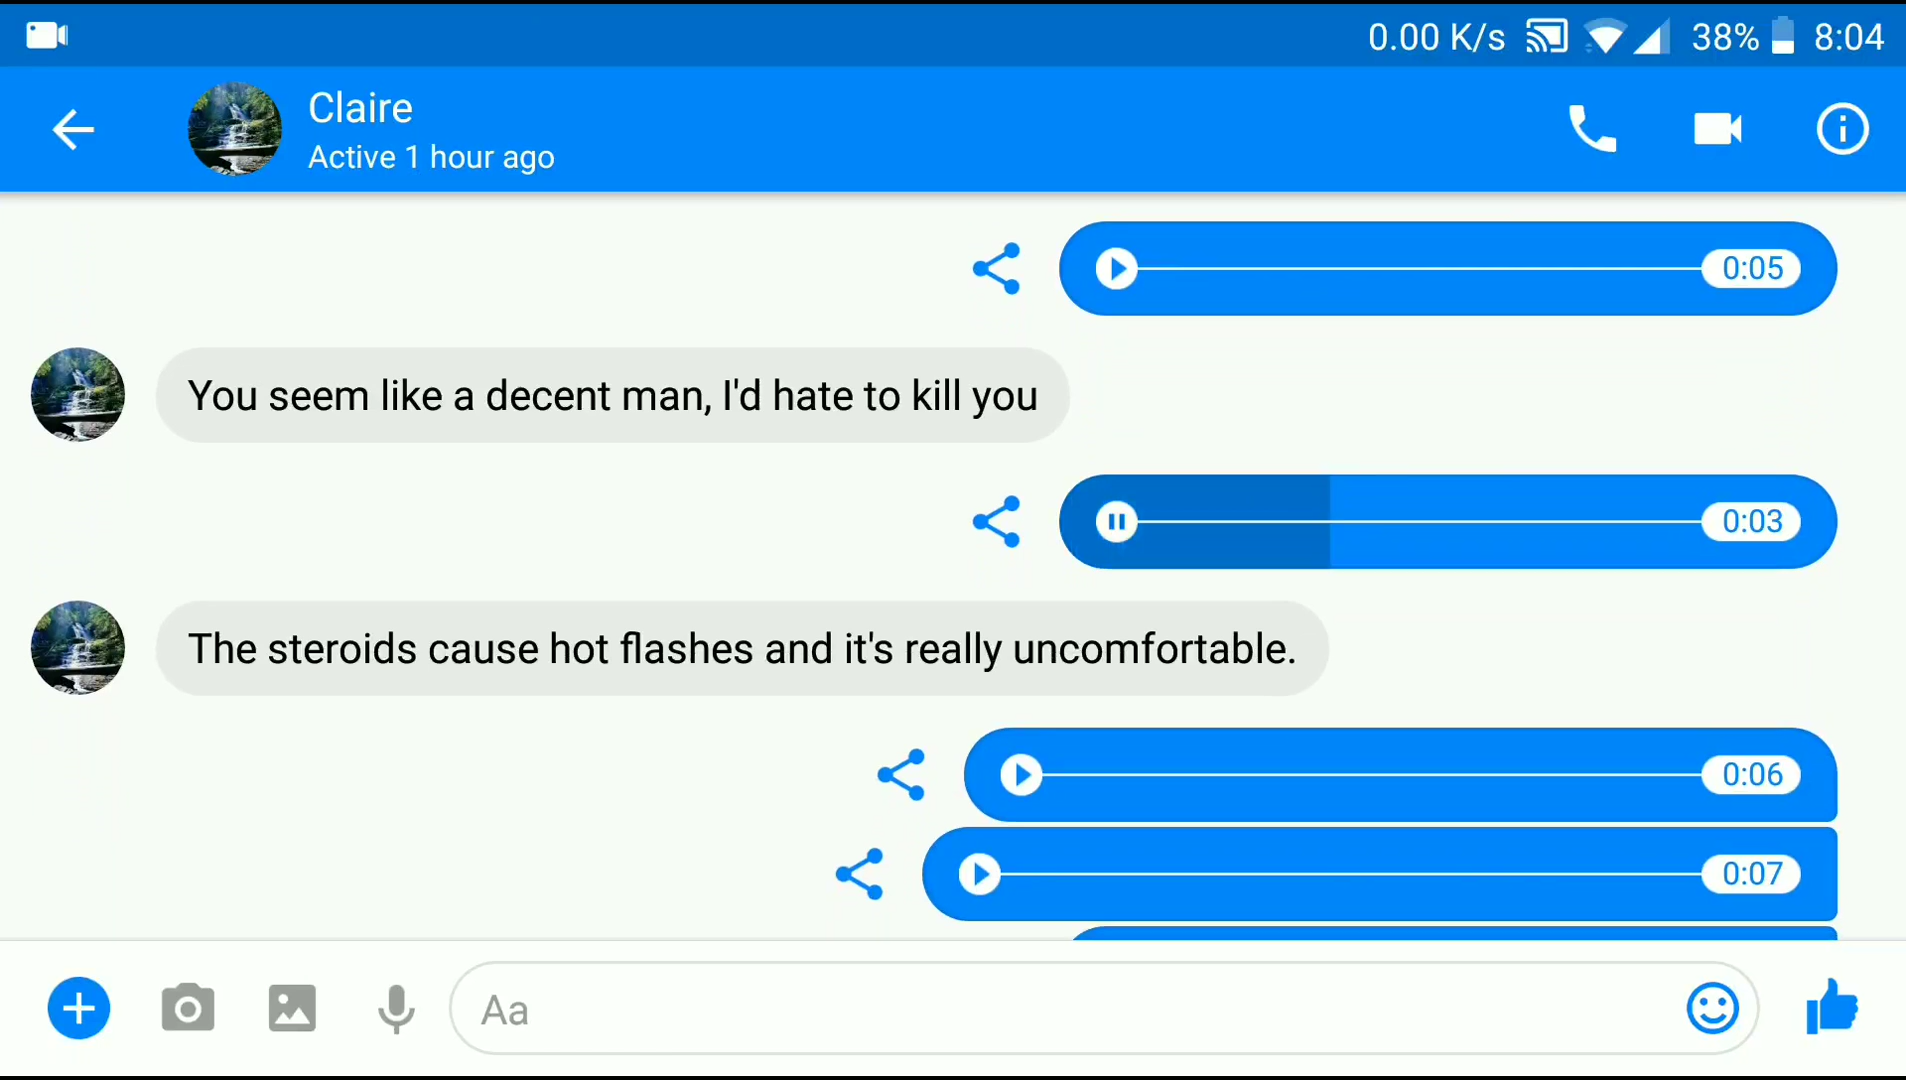 0.00 K/s 38% 8:04
Claire
Active 1 hour ago
0:05
You seem like a decent man, I'd hate to kill you
0:03
The steroids cause hot flashes and it's really uncomfortable.
0:06
0:07
Aa